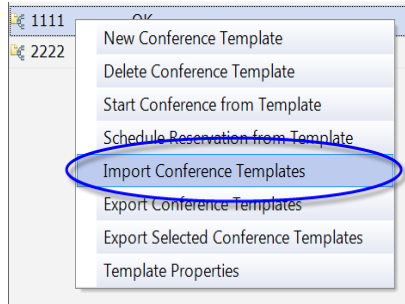 1111 OK
2222
New Conference Template
Delete Conference Template
Start Conference from Template
Schedule Reservation from Template
Import Conference Templates
Export Conference Templates
Export Selected Conference Templates
Template Properties